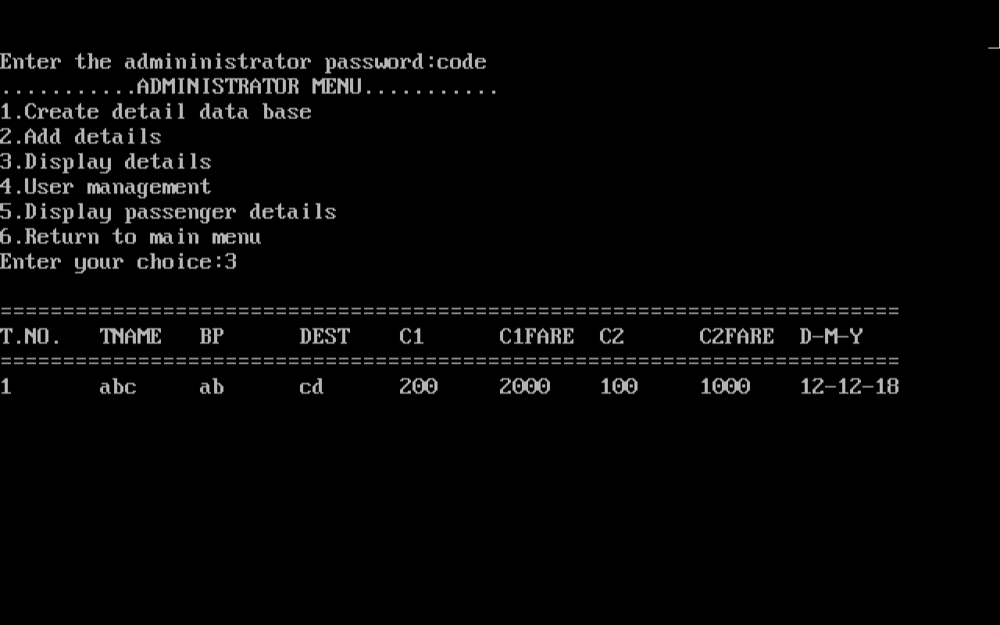 Enter the admininistrator password:code
...........ADMINISTRATOR MENU...........
1.Create detail data base
2.Add details
3.Display details
4.User management
5.Display passenger details
6.Return to main menu
Enter your choice:3
========================================================================
T.NO. TNAME BP DEST C1 C1FARE C2 C2FARE D-M-Y
========================================================================
1 abc ab cd 200 2000 100 1000 12-12-18